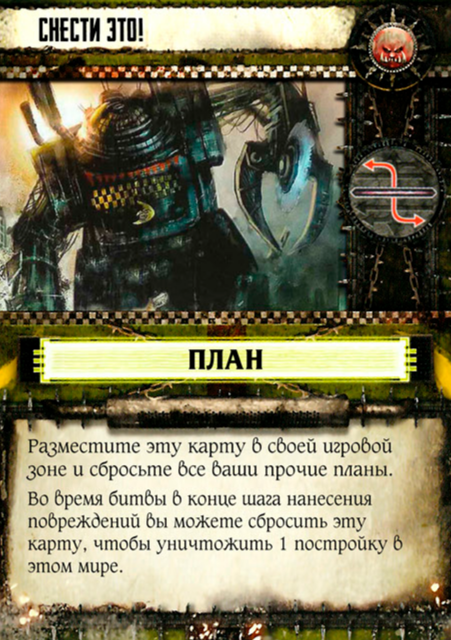 СНЕСТИ ЭТО!
ПЛАН
Разместите эту карту в своей игровой
зоне и сбросьте все ваши прочие планы.
Во время битвы в конце шага нанесения
повреждений вы можете сбросить эту
карту, чтобы уничтожить 1 постройку в
этом мире.